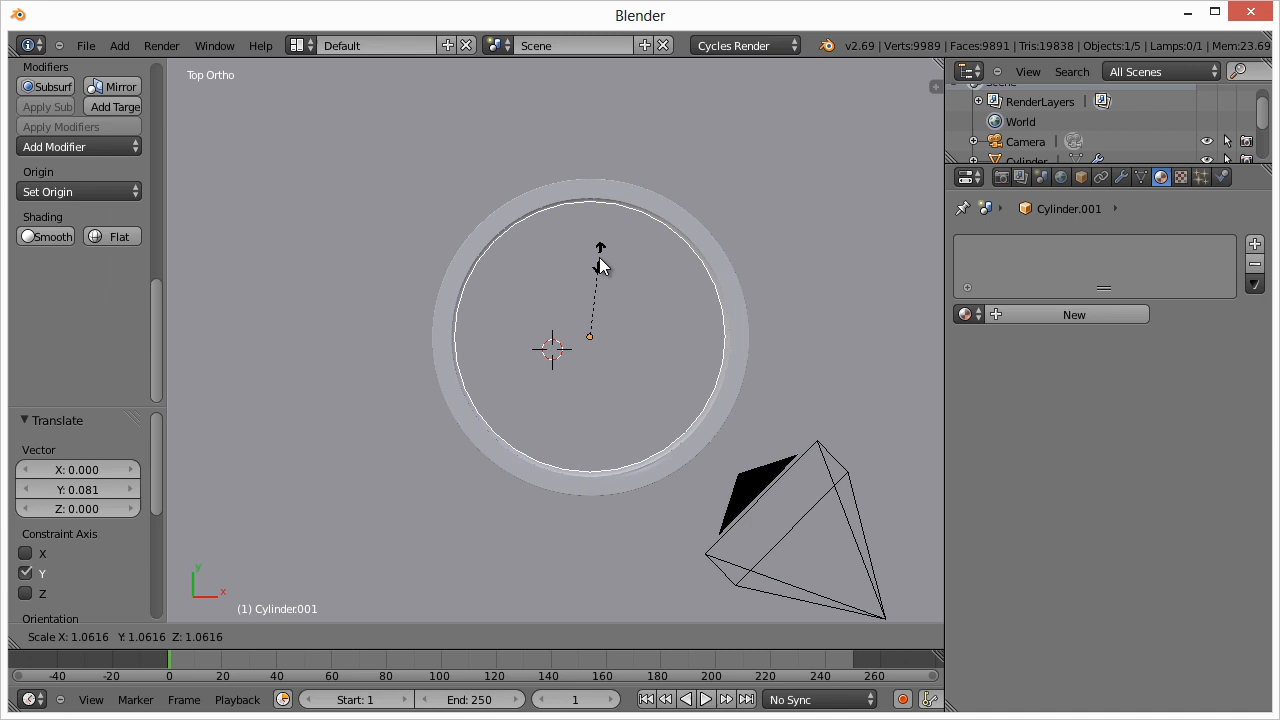 Blender
File Add Render Window Help Default Scene Cycles Render v2.69 | Verts:9989 | Faces:9891 | Tris:19838 | Objects:1/5 | Lamps:0/1 | Mem:23.69
Modifiers
Subsurf Mirror
Apply Sub Add Targe
Apply Modifiers
Add Modifier
Origin
Set Origin
Shading
Smooth Flat
Translate
Vector
X: 0.000
Y: 0.081
Z: 0.000
Constraint Axis
X
Y
Z
Orientation
Top Ortho
y
x
(1) Cylinder.001
Scale X: 1.0616 Y: 1.0616 Z: 1.0616
View Search All Scenes
Scene
RenderLayers
World
Camera
Cylinder
Cylinder.001
New
-40 -20 0 20 40 60 80 100 120 140 160 180 200 220 240 260
View Marker Frame Playback Start: 1 End: 250 1 No Sync